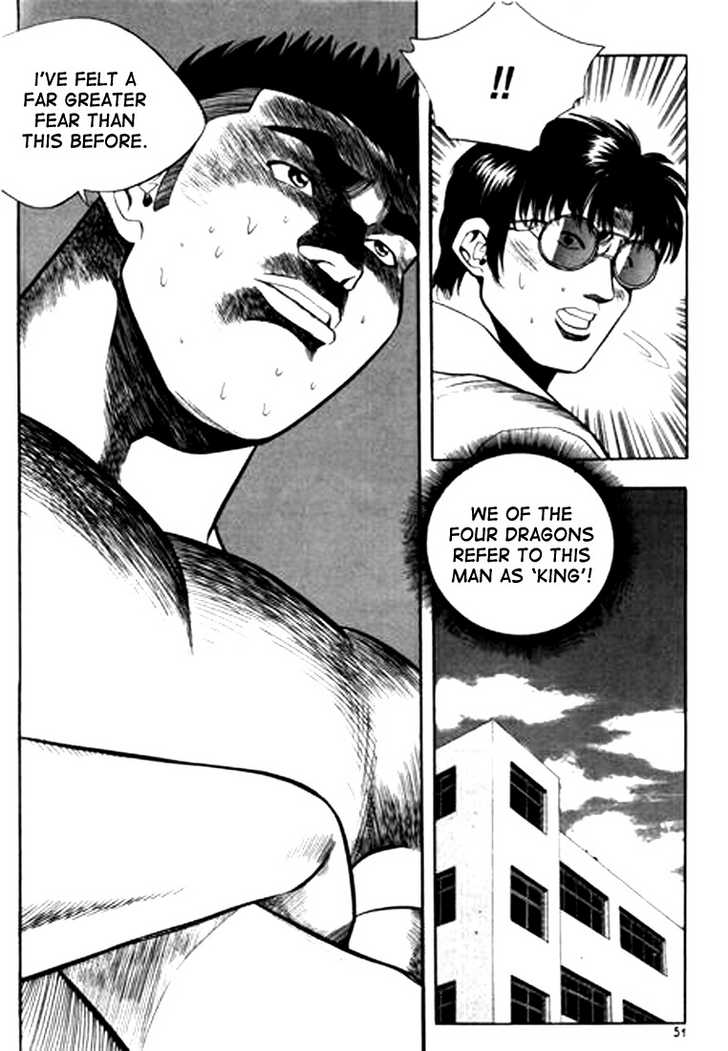 I'VE FELT A
FAR GREATER
FEAR THAN
THIS BEFORE.
!!
WE OF THE
FOUR DRAGONS
REFER TO THIS
MAN AS 'KING'!
51